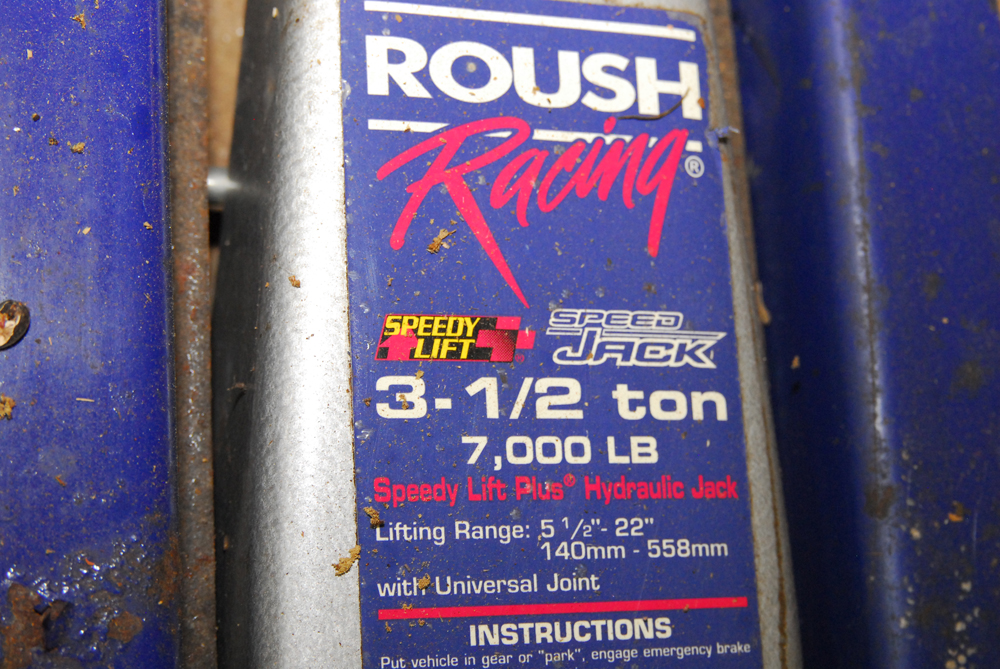 ROUSH
Racing®
SPEEDY
LIFT
SPEED
JACK
3-1/2 ton
7,000 LB
Speedy Lift Plus® Hydraulic Jack
Lifting Range: 5 1/2"- 22"
140mm - 558mm
with Universal Joint
INSTRUCTIONS
Put vehicle in gear or "park", engage emergency brake